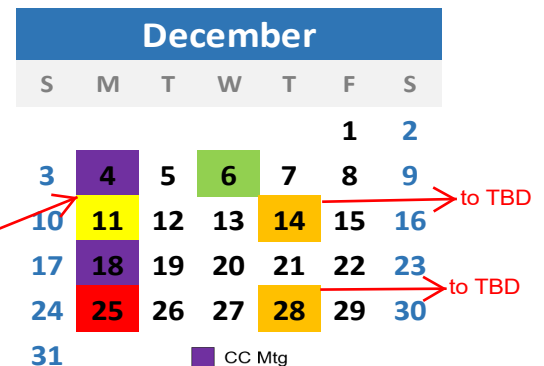 December
S M T W T F S
1 2
3 4 5 6 7 8 9
to TBD
10 11 12 13 14 15 16
17 18 19 20 21 22 23
to TBD
24 25 26 27 28 29 30
31
CC Mtg